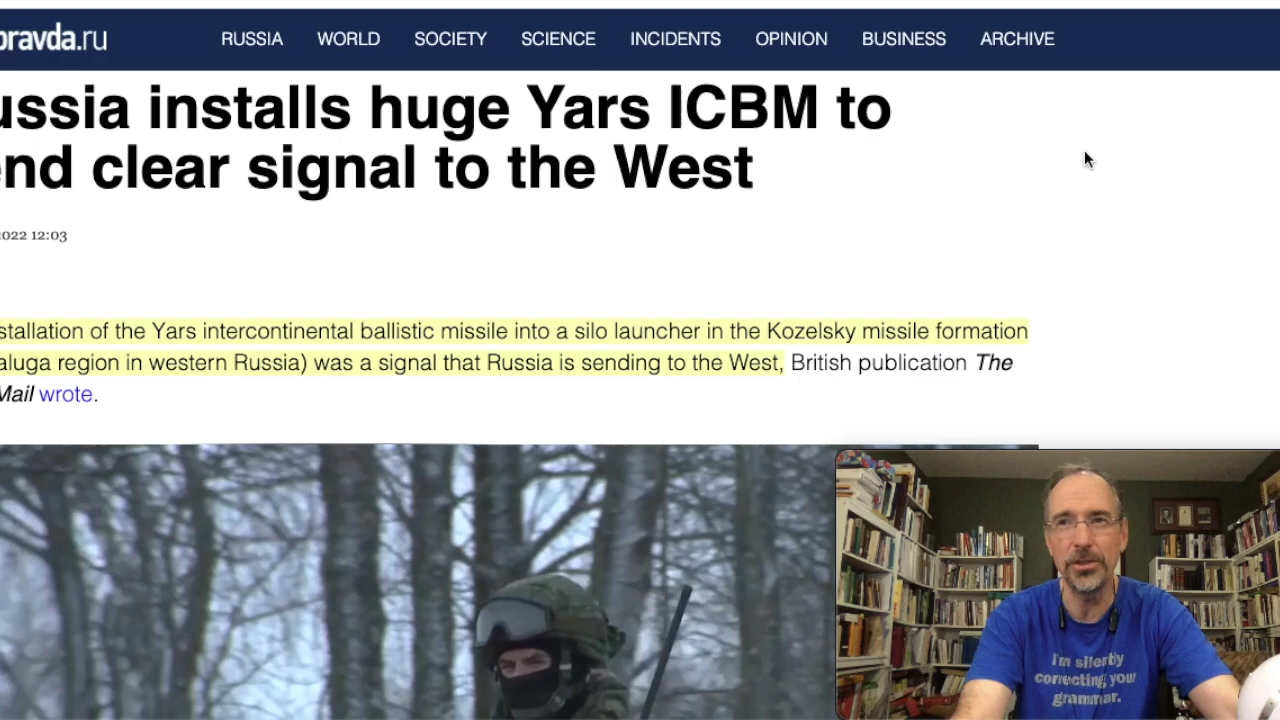 pravda.ru
RUSSIA WORLD SOCIETY SCIENCE INCIDENTS OPINION BUSINESS ARCHIVE
ussia installs huge Yars ICBM to
end clear signal to the West
2022 12:03
stallation of the Yars intercontinental ballistic missile into a silo launcher in the Kozelsky missile formation
aluga region in western Russia) was a signal that Russia is sending to the West, British publication The
Mail wrote.
I'm silently
correcting your
grammar.